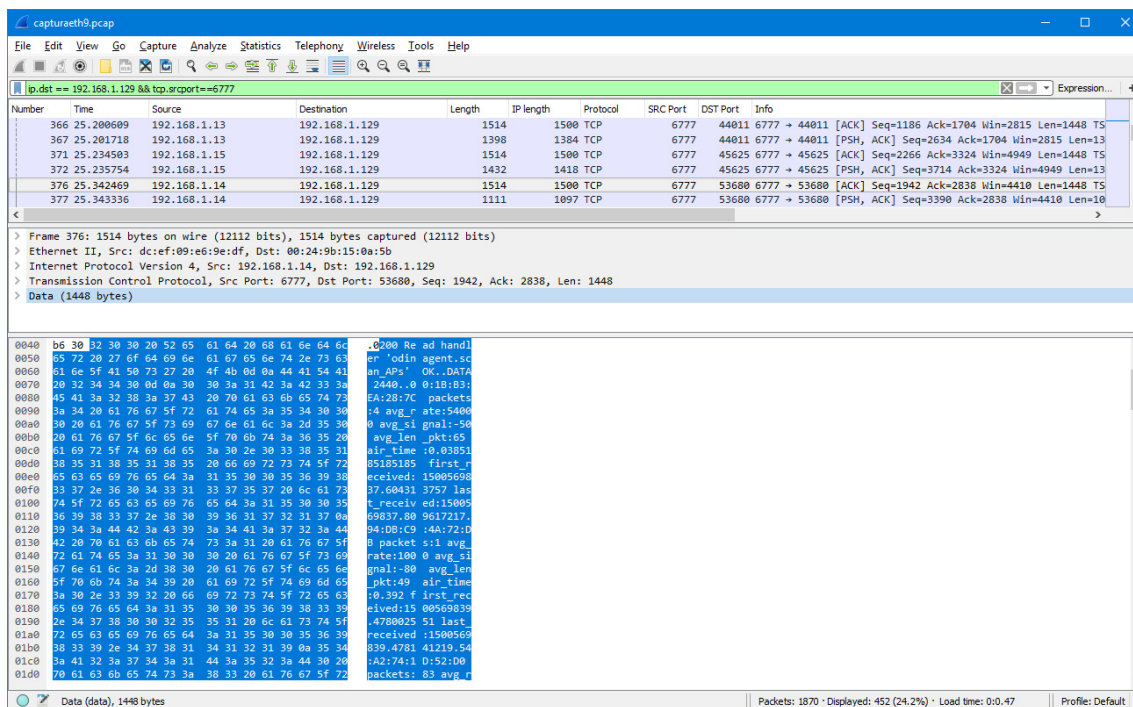 capturaeth9.pcap
File Edit View Go Capture Analyze Statistics Telephony Wireless Tools Help
ip.dst == 192.168.1.129 && tcp.srcport==6777 Expression... +
Number Time Source Destination Length IP length Protocol SRC Port DST Port Info
366 25.200609 192.168.1.13 192.168.1.129 1514 1500 TCP 6777 44011 6777 → 44011 [ACK] Seq=1186 Ack=1704 Win=2815 Len=1448 TS
367 25.201718 192.168.1.13 192.168.1.129 1398 1384 TCP 6777 44011 6777 → 44011 [PSH, ACK] Seq=2634 Ack=1704 Win=2815 Len=13
371 25.234503 192.168.1.15 192.168.1.129 1514 1500 TCP 6777 45625 6777 → 45625 [ACK] Seq=2266 Ack=3324 Win=4949 Len=1448 TS
372 25.235754 192.168.1.15 192.168.1.129 1432 1418 TCP 6777 45625 6777 → 45625 [PSH, ACK] Seq=3714 Ack=3324 Win=4949 Len=13
376 25.342469 192.168.1.14 192.168.1.129 1514 1500 TCP 6777 53680 6777 → 53680 [ACK] Seq=1942 Ack=2838 Win=4410 Len=1448 TS
377 25.343336 192.168.1.14 192.168.1.129 1111 1097 TCP 6777 53680 6777 → 53680 [PSH, ACK] Seq=3390 Ack=2838 Win=4410 Len=10
> Frame 376: 1514 bytes on wire (12112 bits), 1514 bytes captured (12112 bits)
> Ethernet II, Src: dc:ef:09:e6:9e:df, Dst: 00:24:9b:15:0a:5b
> Internet Protocol Version 4, Src: 192.168.1.14, Dst: 192.168.1.129
> Transmission Control Protocol, Src Port: 6777, Dst Port: 53680, Seq: 1942, Ack: 2838, Len: 1448
> Data (1448 bytes)
0040 b6 30 32 30 30 20 52 65 61 64 20 68 61 6e 64 6c .0200 Re ad handl
0050 65 72 20 27 6f 64 69 6e 61 67 65 6e 74 2e 73 63 er 'odin agent.sc
0060 61 6e 5f 41 50 73 27 20 4f 4b 0d 0a 44 41 54 41 an_APs' OK..DATA
0070 20 32 34 34 30 0d 0a 30 30 3a 31 42 3a 42 33 3a 2440..0 0:1B:B3:
0080 45 41 3a 32 38 3a 37 43 20 70 61 63 6b 65 74 73 EA:28:7C packets
0090 3a 34 20 61 76 67 5f 72 61 74 65 3a 35 34 30 30 :4 avg_r ate:5400
00a0 30 20 61 76 67 5f 73 69 67 6e 61 6c 3a 2d 35 30 0 avg_si gnal:-50
00b0 20 61 76 67 5f 6c 65 6e 5f 70 6b 74 3a 36 35 20 avg_len _pkt:65
00c0 61 69 72 5f 74 69 6d 65 3a 30 2e 30 33 38 35 31 air_time :0.03851
00d0 38 35 31 38 35 31 38 35 20 66 69 72 73 74 5f 72 85185185 first_r
00e0 65 63 65 69 76 65 64 3a 31 35 30 30 35 36 39 38 eceived: 15005698
00f0 33 37 2e 36 30 34 33 31 33 37 35 37 20 6c 61 73 37.60431 3757 las
0100 74 5f 72 65 63 65 69 76 65 64 3a 31 35 30 30 35 t_receiv ed:15005
0110 36 39 38 33 37 2e 38 30 39 36 31 37 32 31 37 0a 69837.80 9617217.
0120 39 34 3a 44 42 3a 43 39 3a 34 41 3a 37 32 3a 44 94:DB:C9 :4A:72:D
0130 42 20 70 61 63 6b 65 74 73 3a 31 20 61 76 67 5f B packet s:1 avg_
0140 72 61 74 65 3a 31 30 30 30 20 61 76 67 5f 73 69 rate:100 0 avg_si
0150 67 6e 61 6c 3a 2d 38 30 20 61 76 67 5f 6c 65 6e gnal:-80 avg_len
0160 5f 70 6b 74 3a 34 39 20 61 69 72 5f 74 69 6d 65 _pkt:49 air_time
0170 3a 30 2e 33 39 32 20 66 69 72 73 74 5f 72 65 63 :0.392 f irst_rec
0180 65 69 76 65 64 3a 31 35 30 30 35 36 39 38 33 39 eived:15 00569839
0190 2e 34 37 38 30 30 32 35 35 31 20 6c 61 73 74 5f .4780025 51 last_
01a0 72 65 63 65 69 76 65 64 3a 31 35 30 30 35 36 39 received :1500569
01b0 38 33 39 2e 34 37 38 31 34 31 32 31 39 0a 35 34 839.4781 41219.54
01c0 3a 41 32 3a 37 34 3a 31 44 3a 35 32 3a 44 30 20 :A2:74:1 D:52:D0
01d0 70 61 63 6b 65 74 73 3a 38 33 20 61 76 67 5f 72 packets: 83 avg_r
Data (data), 1448 bytes Packets: 1870 · Displayed: 452 (24.2%) · Load time: 0:0.47 Profile: Default